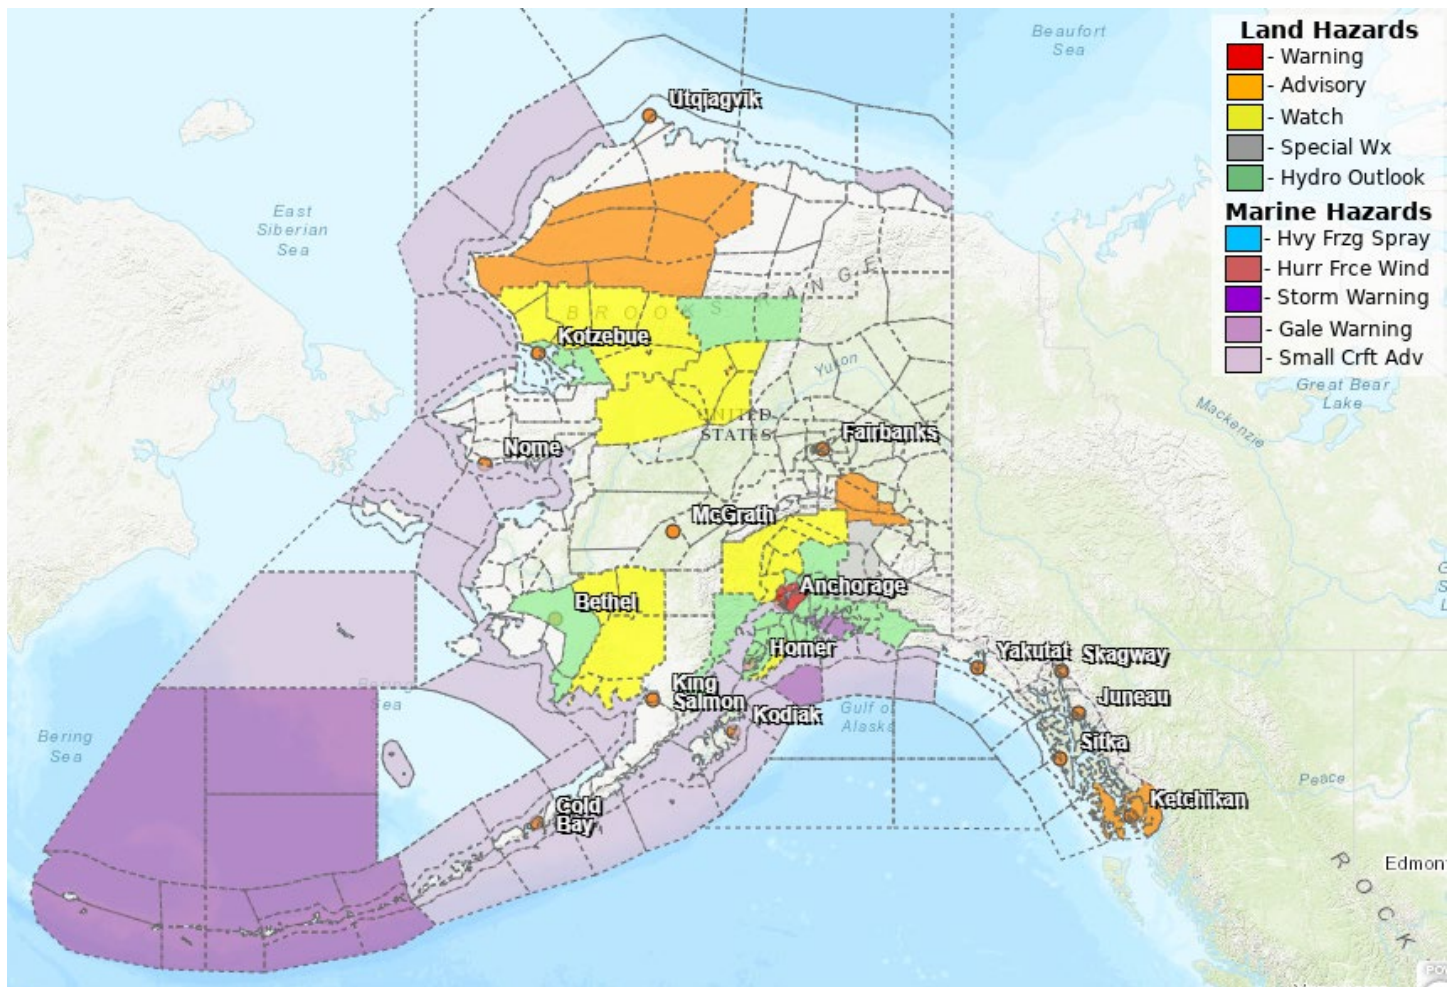 Land Hazards
- Warning
- Advisory
- Watch
- Special Wx
- Hydro Outlook
Marine Hazards
- Hvy Frzg Spray
- Hurr Frce Wind
- Storm Warning
- Gale Warning
- Small Crft Adv
Beaufort
Sea
Utqiagvik
East
Siberian
Sea
BROOKS RANGE
Kotzebue
Yukon
Great Bear
Lake
Mackenzie
UNITED
STATES
Fairbanks
Nome
McGrath
Anchorage
Bethel
Homer
Yakutat
Skagway
King
Salmon
Juneau
Bering
Sea
Kodiak
Gulf of
Alaska
Bering
Sea
Sitka
Peace
Ketchikan
Cold
Bay
Edmon
ROCK